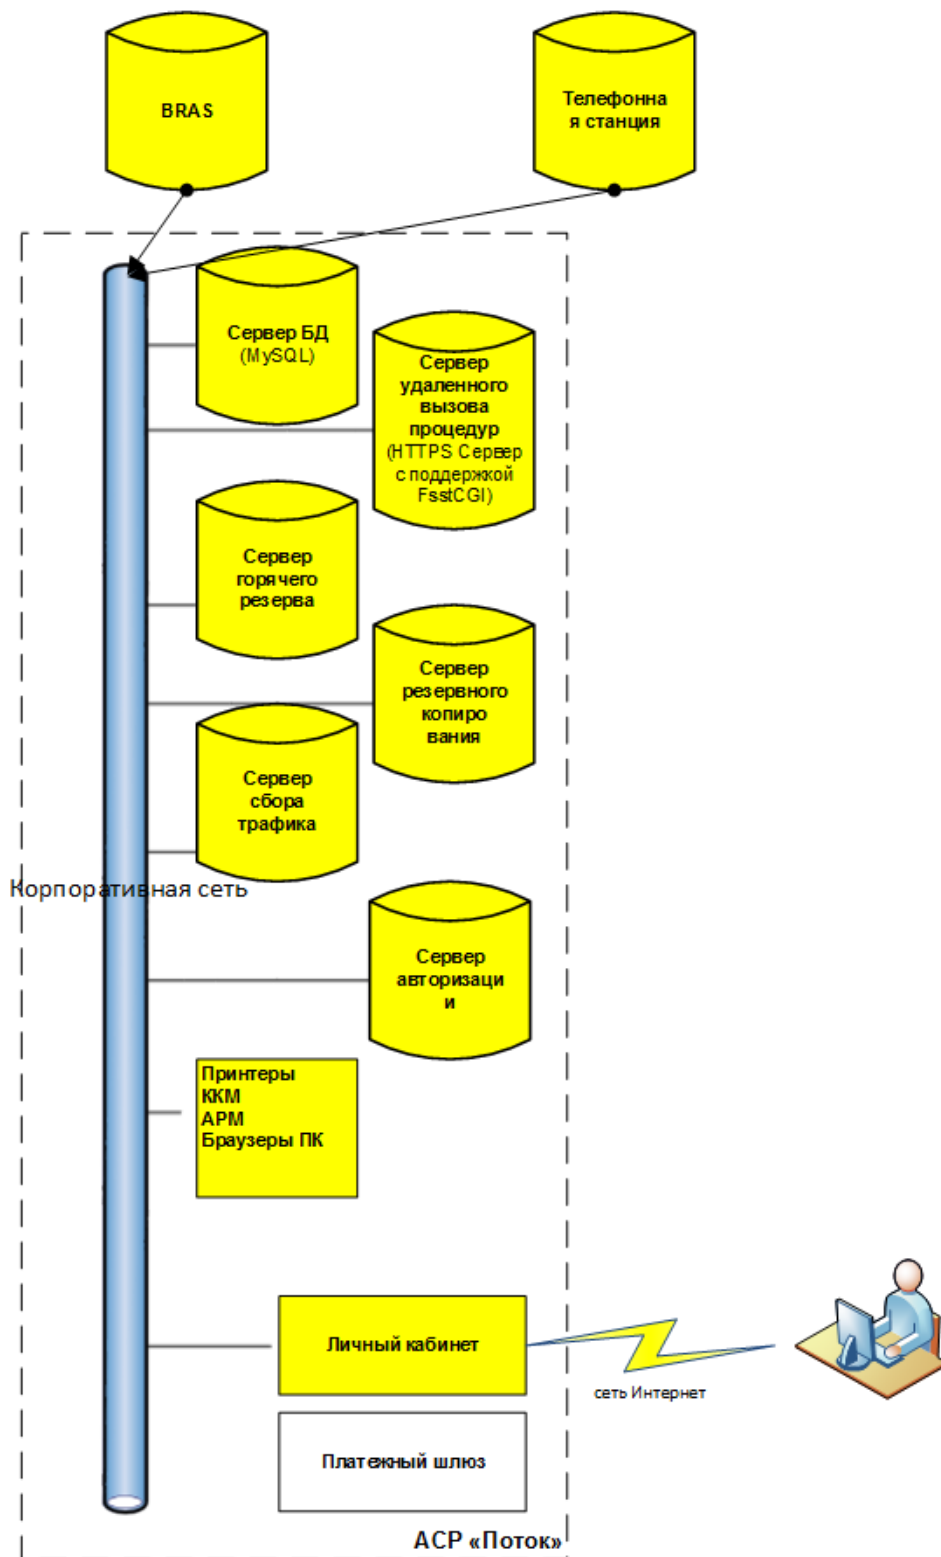 BRAS
Телефонна
я станция
Сервер БД
(MySQL)
Сервер
удаленного
вызова
процедур
(HTTPS Сервер
с поддержкой
FsstCGI)
Сервер
горячего
резерва
Сервер
резервного
копиро
вания
Сервер
сбора
трафика
Корпоративная сеть
Сервер
авторизаци
и
Принтеры
ККМ
АРМ
Браузеры ПК
Личный кабинет
сеть Интернет
Платежный шлюз
АСР «Поток»